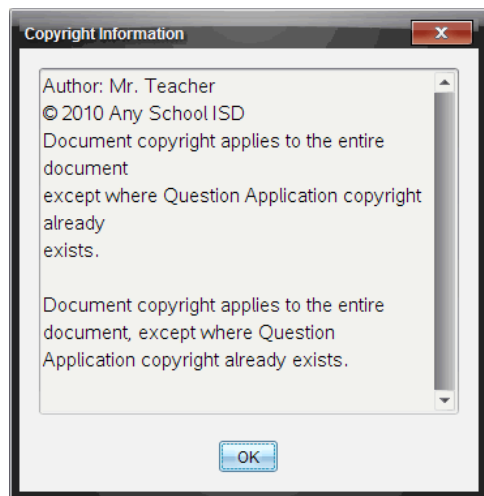 Copyright Information
Author: Mr. Teacher
© 2010 Any School ISD
Document copyright applies to the entire
document
except where Question Application copyright
already
exists.
Document copyright applies to the entire
document, except where Question
Application copyright already exists.
OK